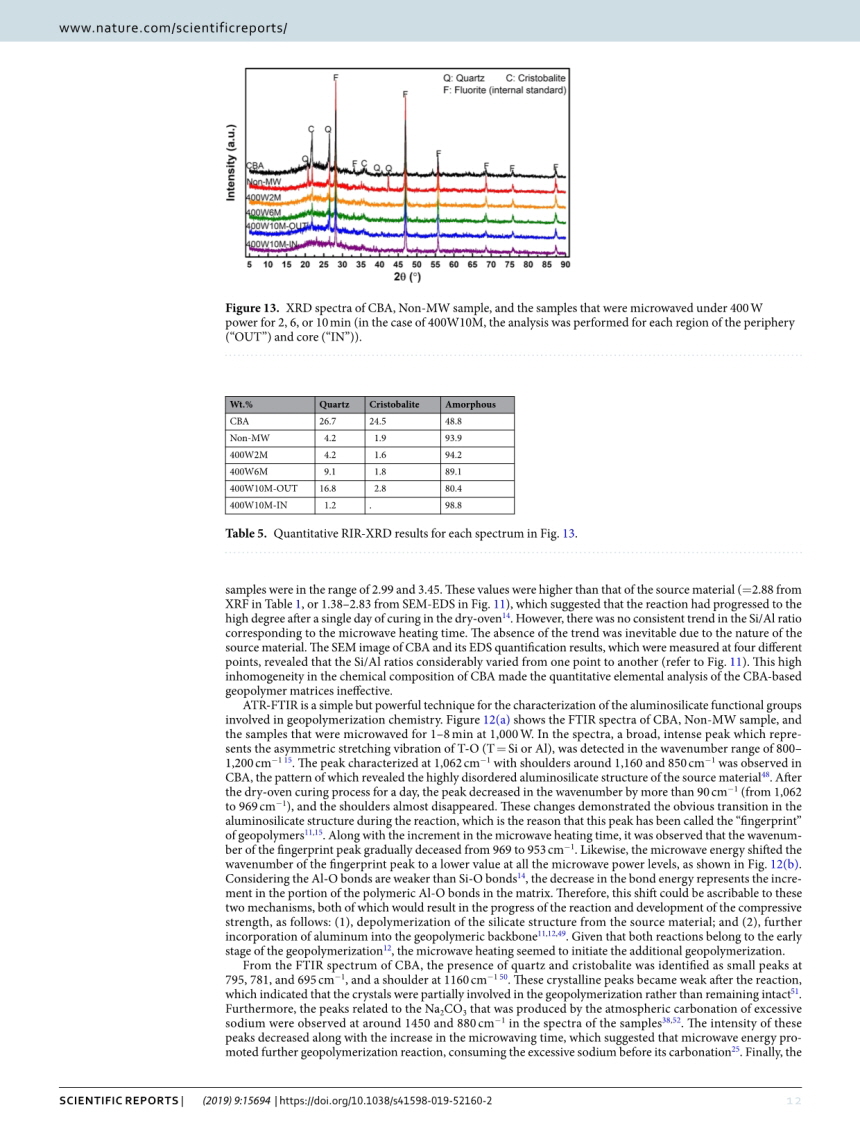 www.nature.com/scientificreports/
Q: Quartz C: Cristobalite
F: Fluorite (internal standard)
F
F
C Q
Q
F
F C
Q Q
F F F
CBA
Non-MW
400W2M
400W6M
400W10M-OUT
400W10M-IN
Intensity (a.u.)
5 10 15 20 25 30 35 40 45 50 55 60 65 70 75 80 85 90
2θ (°)
Figure 13. XRD spectra of CBA, Non-MW sample, and the samples that were microwaved under 400 W
power for 2, 6, or 10 min (in the case of 400W10M, the analysis was performed for each region of the periphery
(“OUT”) and core (“IN”)).
Wt.% Quartz Cristobalite Amorphous
CBA 26.7 24.5 48.8
Non-MW 4.2 1.9 93.9
400W2M 4.2 1.6 94.2
400W6M 9.1 1.8 89.1
400W10M-OUT 16.8 2.8 80.4
400W10M-IN 1.2 . 98.8
Table 5. Quantitative RIR-XRD results for each spectrum in Fig. 13.
samples were in the range of 2.99 and 3.45. These values were higher than that of the source material (=2.88 from
XRF in Table 1, or 1.38–2.83 from SEM-EDS in Fig. 11), which suggested that the reaction had progressed to the
high degree after a single day of curing in the dry-oven14. However, there was no consistent trend in the Si/Al ratio
corresponding to the microwave heating time. The absence of the trend was inevitable due to the nature of the
source material. The SEM image of CBA and its EDS quantification results, which were measured at four different
points, revealed that the Si/Al ratios considerably varied from one point to another (refer to Fig. 11). This high
inhomogeneity in the chemical composition of CBA made the quantitative elemental analysis of the CBA-based
geopolymer matrices ineffective.
ATR-FTIR is a simple but powerful technique for the characterization of the aluminosilicate functional groups
involved in geopolymerization chemistry. Figure 12(a) shows the FTIR spectra of CBA, Non-MW sample, and
the samples that were microwaved for 1–8 min at 1,000 W. In the spectra, a broad, intense peak which repre-
sents the asymmetric stretching vibration of T-O (T = Si or Al), was detected in the wavenumber range of 800–
1,200 cm−1 15. The peak characterized at 1,062 cm−1 with shoulders around 1,160 and 850 cm−1 was observed in
CBA, the pattern of which revealed the highly disordered aluminosilicate structure of the source material48. After
the dry-oven curing process for a day, the peak decreased in the wavenumber by more than 90 cm−1 (from 1,062
to 969 cm−1), and the shoulders almost disappeared. These changes demonstrated the obvious transition in the
aluminosilicate structure during the reaction, which is the reason that this peak has been called the “fingerprint”
of geopolymers11,15. Along with the increment in the microwave heating time, it was observed that the wavenum-
ber of the fingerprint peak gradually deceased from 969 to 953 cm−1. Likewise, the microwave energy shifted the
wavenumber of the fingerprint peak to a lower value at all the microwave power levels, as shown in Fig. 12(b).
Considering the Al-O bonds are weaker than Si-O bonds14, the decrease in the bond energy represents the incre-
ment in the portion of the polymeric Al-O bonds in the matrix. Therefore, this shift could be ascribable to these
two mechanisms, both of which would result in the progress of the reaction and development of the compressive
strength, as follows: (1), depolymerization of the silicate structure from the source material; and (2), further
incorporation of aluminum into the geopolymeric backbone11,12,49. Given that both reactions belong to the early
stage of the geopolymerization12, the microwave heating seemed to initiate the additional geopolymerization.
From the FTIR spectrum of CBA, the presence of quartz and cristobalite was identified as small peaks at
795, 781, and 695 cm−1, and a shoulder at 1160 cm−1 50. These crystalline peaks became weak after the reaction,
which indicated that the crystals were partially involved in the geopolymerization rather than remaining intact51.
Furthermore, the peaks related to the Na2CO3 that was produced by the atmospheric carbonation of excessive
sodium were observed at around 1450 and 880 cm−1 in the spectra of the samples38,52. The intensity of these
peaks decreased along with the increase in the microwaving time, which suggested that microwave energy pro-
moted further geopolymerization reaction, consuming the excessive sodium before its carbonation25. Finally, the
SCIENTIFIC REPORTS | (2019) 9:15694 | https://doi.org/10.1038/s41598-019-52160-2 12